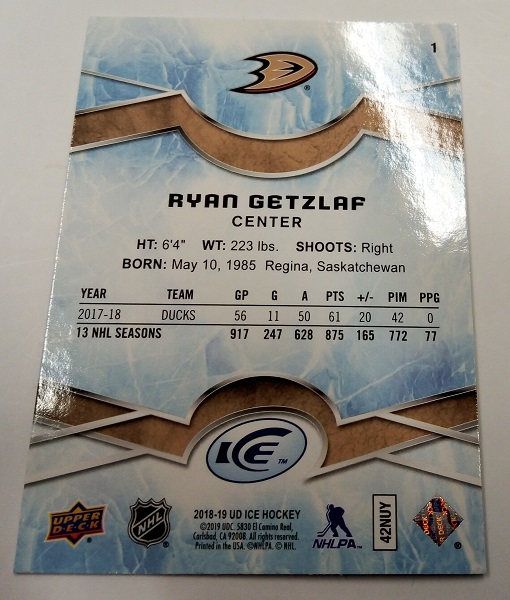 1
RYAN GETZLAF
CENTER
HT: 6'4" WT: 223 lbs. SHOOTS: Right
BORN: May 10, 1985 Regina, Saskatchewan
YEAR TEAM GP G A PTS +/- PIM PPG
2017-18 DUCKS 56 11 50 61 20 42 0
13 NHL SEASONS 917 247 628 875 165 772 77
ICE TM
2018-19 UD ICE HOCKEY
©2019 UDC. 5830 El Camino Real,
Carlsbad, CA 92008. All rights reserved.
Printed in the USA. ©NHLPA. © NHL.
UPPER DECK
NHL
NHLPA
42NUY